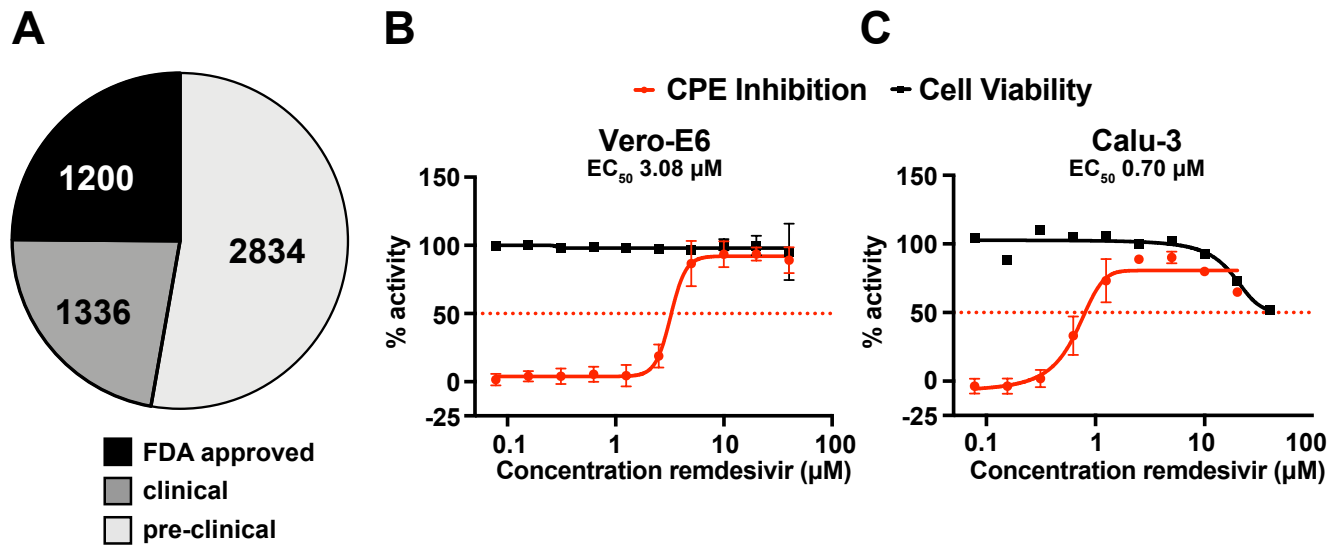 A
1200
2834
1336
FDA approved
clinical
pre-clinical
B
C
CPE Inhibition
Cell Viability
Vero-E6
EC50 3.08 µM
150
100
50
0
-25
% activity
0.1
1
10
100
Concentration remdesivir (µM)
Calu-3
EC50 0.70 µM
150
100
50
0
-25
% activity
0.1
1
10
100
Concentration remdesivir (µM)